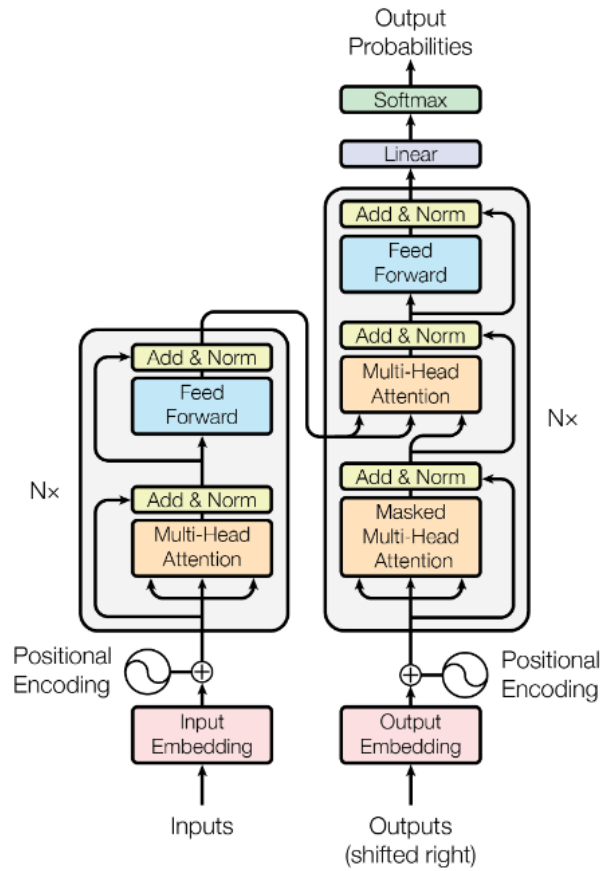 Output
Probabilities
Softmax
Linear
Add & Norm
Feed
Forward
Add & Norm
Multi-Head
Attention
Add & Norm
Masked
Multi-Head
Attention
N×
Add & Norm
Feed
Forward
Add & Norm
Multi-Head
Attention
N×
Positional
Encoding
Positional
Encoding
Input
Embedding
Output
Embedding
Inputs
Outputs
(shifted right)